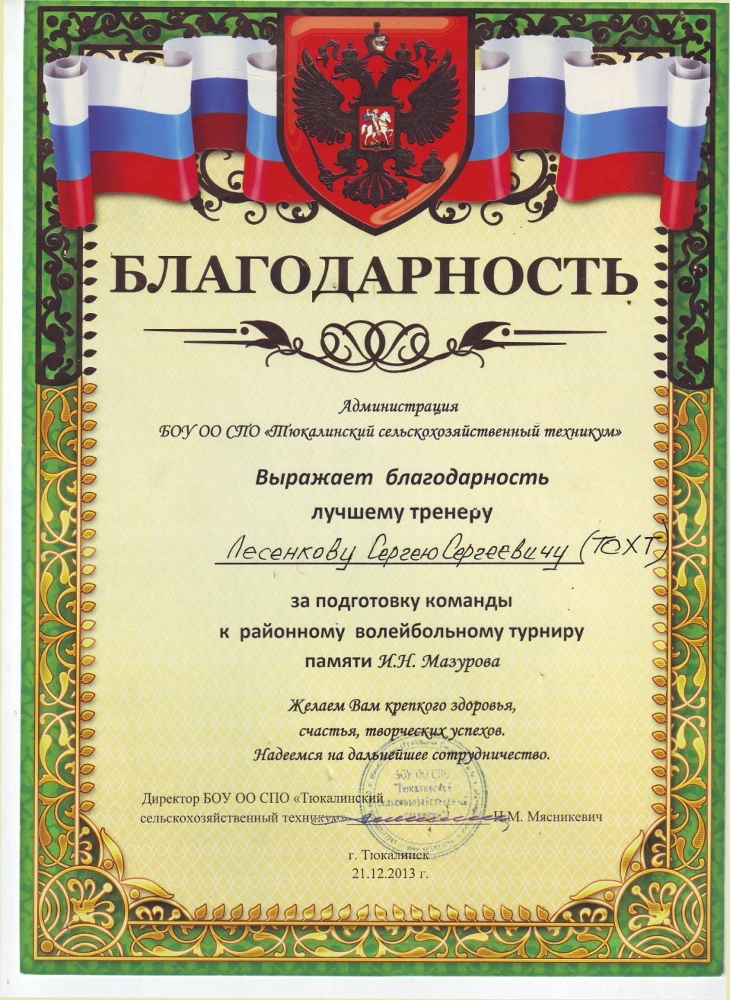 БЛАГОДАРНОСТЬ
Администрация
БОУ ОО СПО «Тюкалинский сельскохозяйственный техникум»
Выражает благодарность
лучшему тренеру
Лесенкову Сергею Сергеевичу (ТОХТ)
за подготовку команды
к районному волейбольному турниру
памяти И.Н. Мазурова
Желаем Вам крепкого здоровья,
счастья, творческих успехов.
Надеемся на дальнейшее сотрудничество.
БОУ ОО СПО
"Тюкалинский
сельскохозяйственный
техникум"
Директор БОУ ОО СПО «Тюкалинский
сельскохозяйственный техникум» М. Мясникевич
г. Тюкалинск
21.12.2013 г.